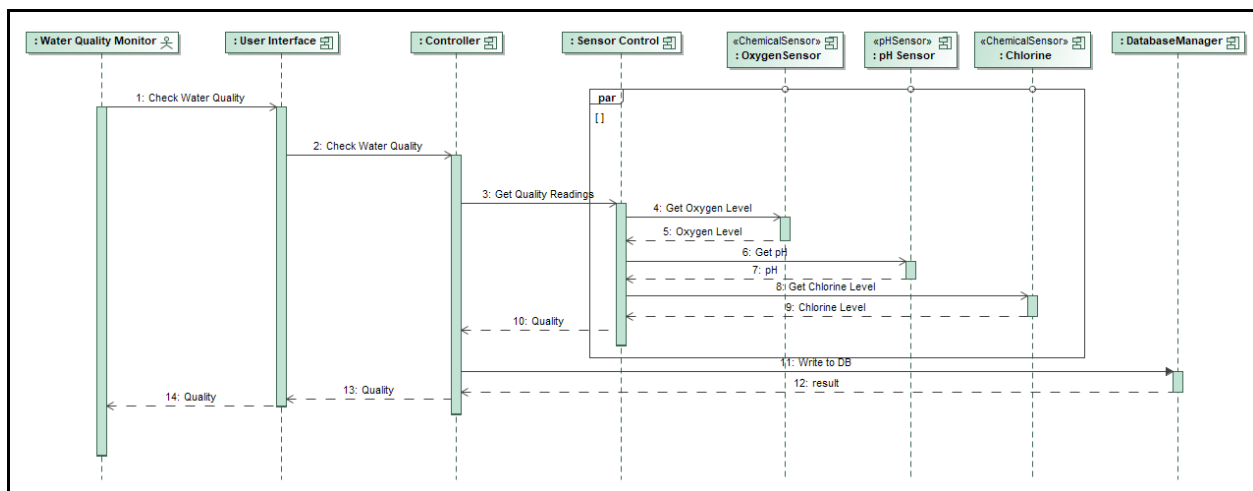 : Water Quality Monitor
: User Interface
: Controller
: Sensor Control
«ChemicalSensor»
: OxygenSensor
«pHSensor»
: pH Sensor
«ChemicalSensor»
: Chlorine
: DatabaseManager
par
[ ]
1: Check Water Quality
2: Check Water Quality
3: Get Quality Readings
4: Get Oxygen Level
5: Oxygen Level
6: Get pH
7: pH
8: Get Chlorine Level
9: Chlorine Level
10: Quality
11: Write to DB
12: result
13: Quality
14: Quality